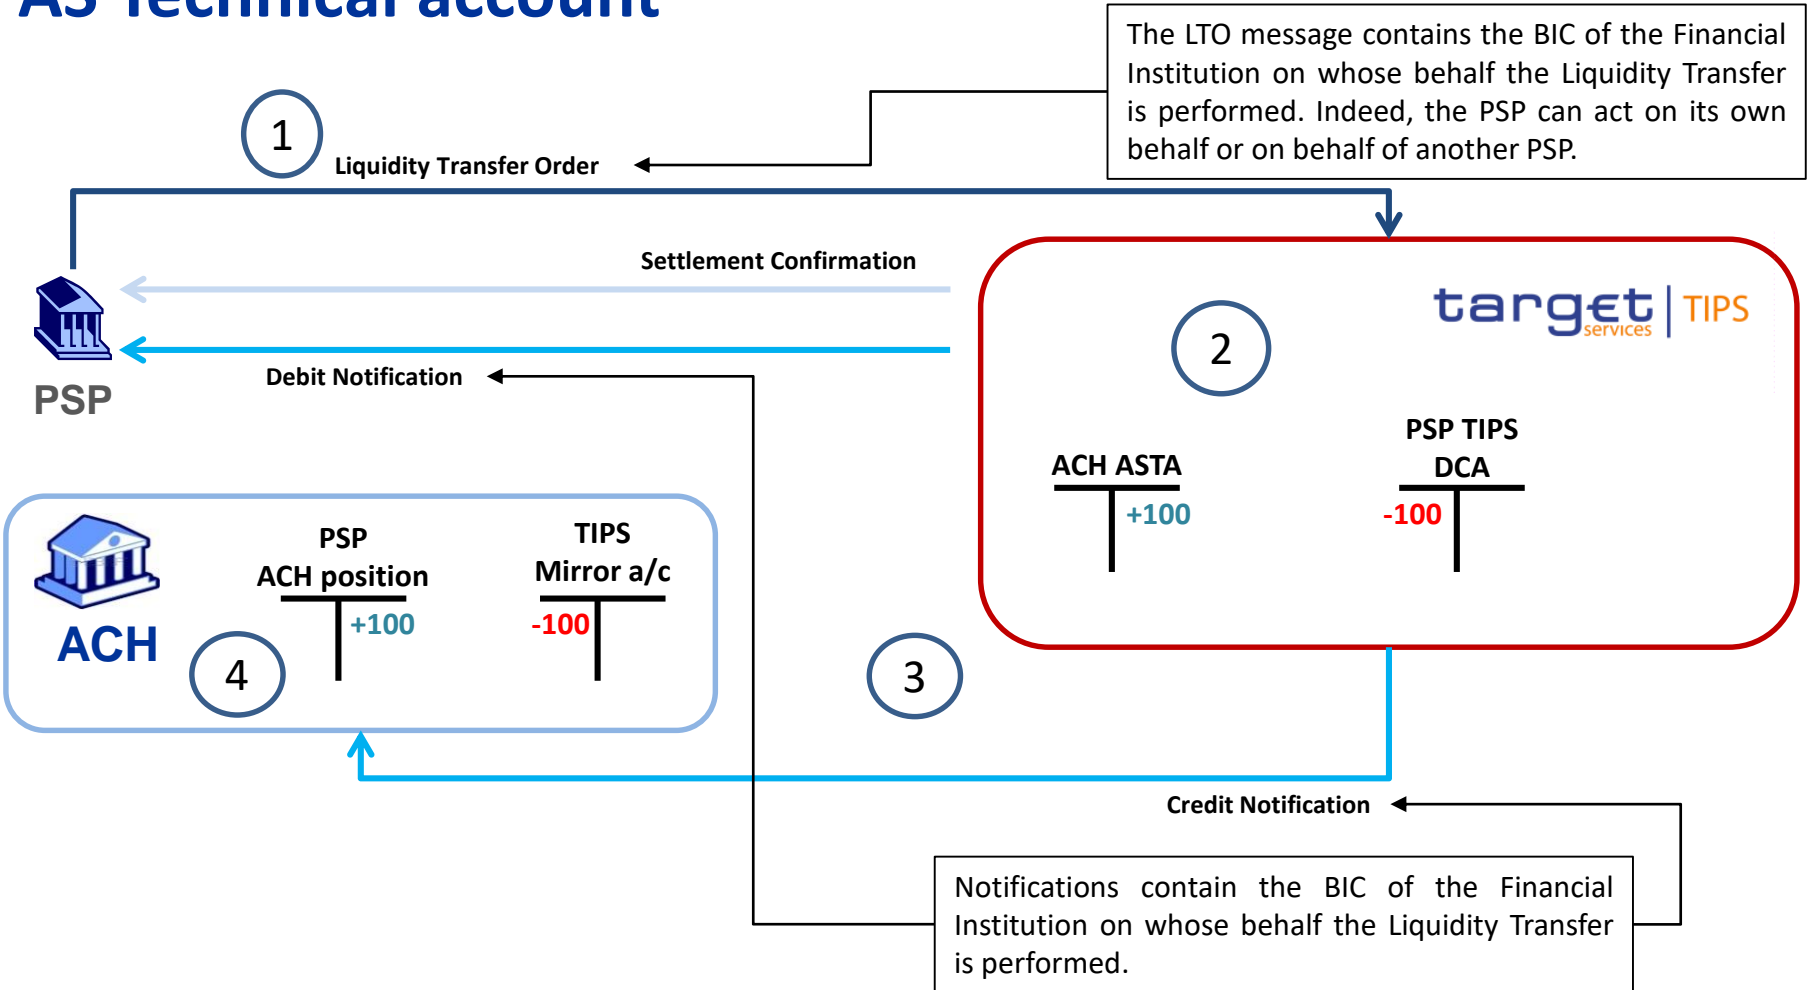 AS Technical account
The LTO message contains the BIC of the Financial
Institution on whose behalf the Liquidity Transfer
is performed. Indeed, the PSP can act on its own
behalf or on behalf of another PSP.
1
Liquidity Transfer Order
Settlement Confirmation
target
services
TIPS
2
Debit Notification
PSP
ACH ASTA
+100
PSP TIPS
DCA
-100
ACH
PSP
ACH position
+100
TIPS
Mirror a/c
-100
4
3
Credit Notification
Notifications contain the BIC of the Financial
Institution on whose behalf the Liquidity Transfer
is performed.